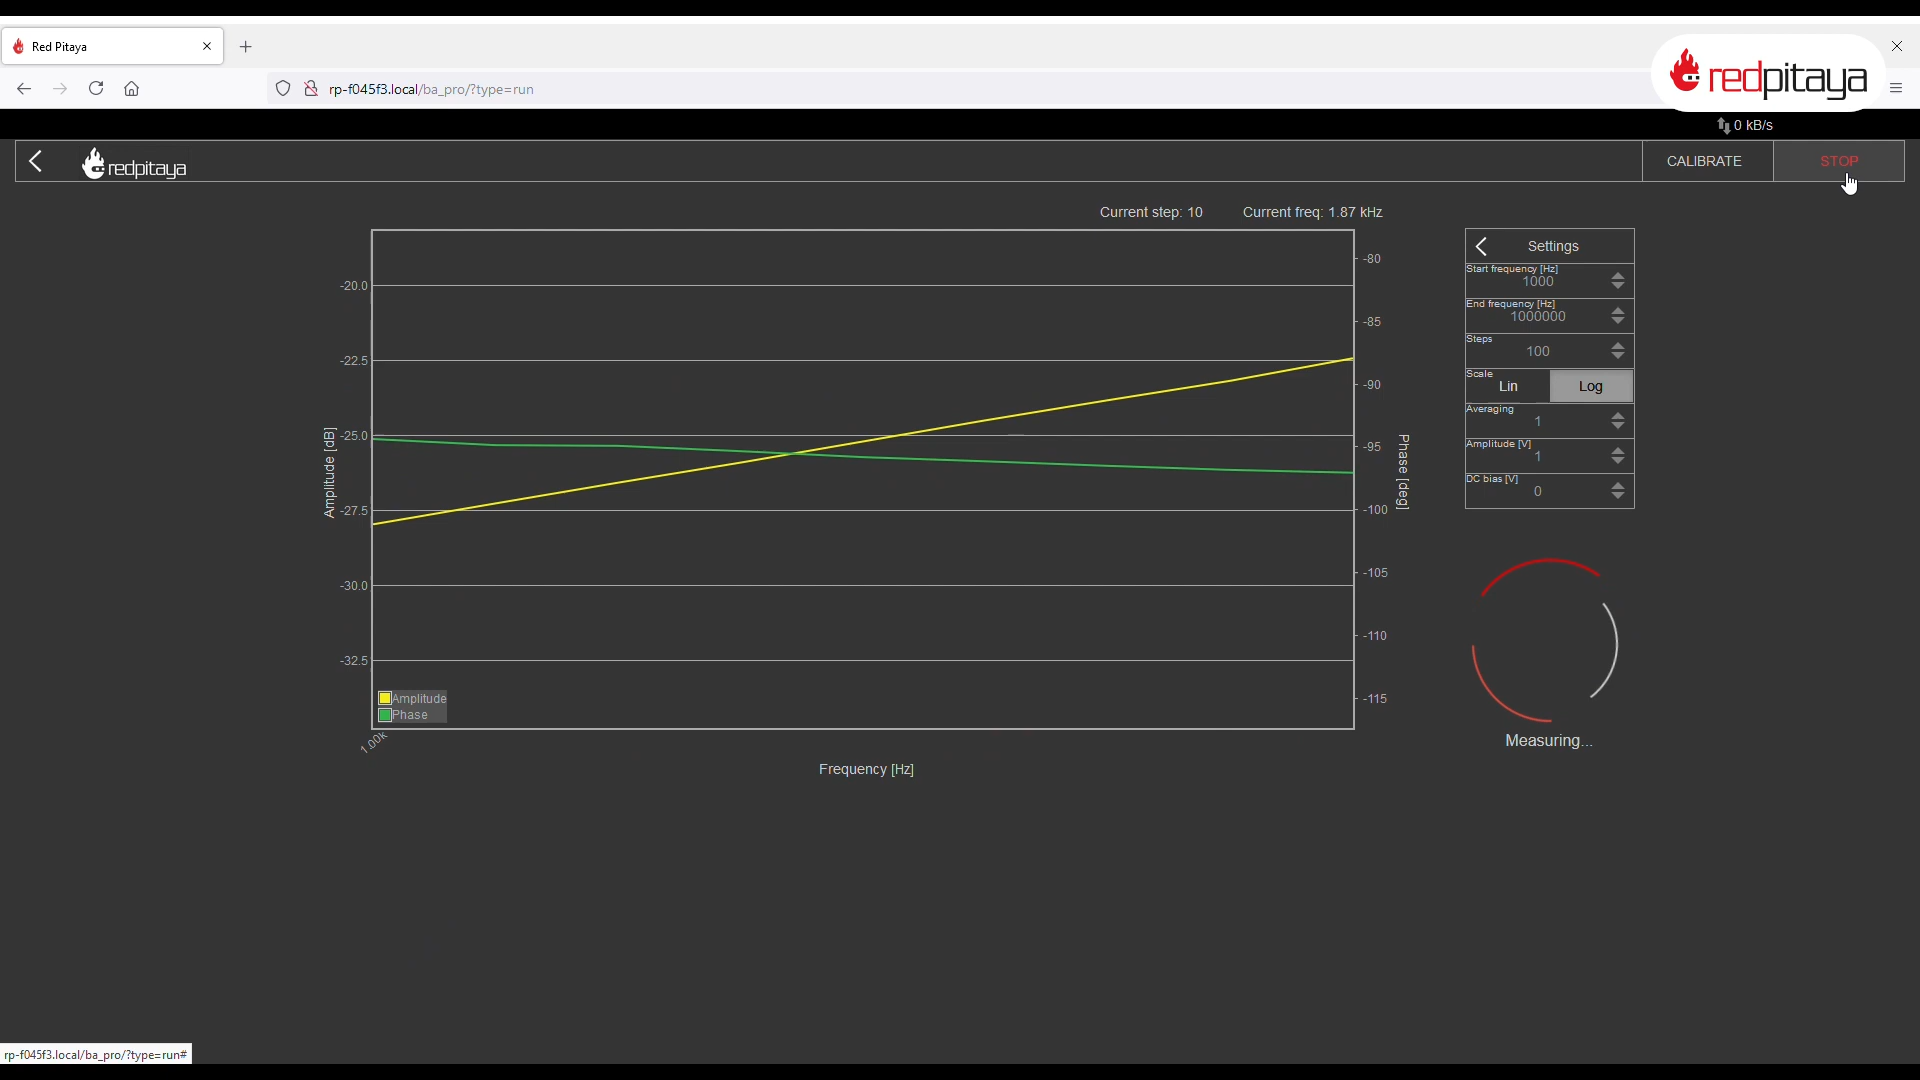 Red Pitaya
rp-f045f3.local/ba_pro/?type=run
redpitaya
0 kB/s
redpitaya
CALIBRATE
STOP
Current step: 10
Current freq: 1.87 kHz
Settings
Start frequency [Hz]
1000
End frequency [Hz]
1000000
Steps
100
Scale
Lin
Log
Averaging
1
Amplitude [V]
1
DC bias [V]
0
Measuring...
Amplitude [dB]
-20.0
-22.5
-25.0
-27.5
-30.0
-32.5
Phase [deg]
-80
-85
-90
-95
-100
-105
-110
-115
Amplitude
Phase
1.00k
Frequency [Hz]
rp-f045f3.local/ba_pro/?type=run#